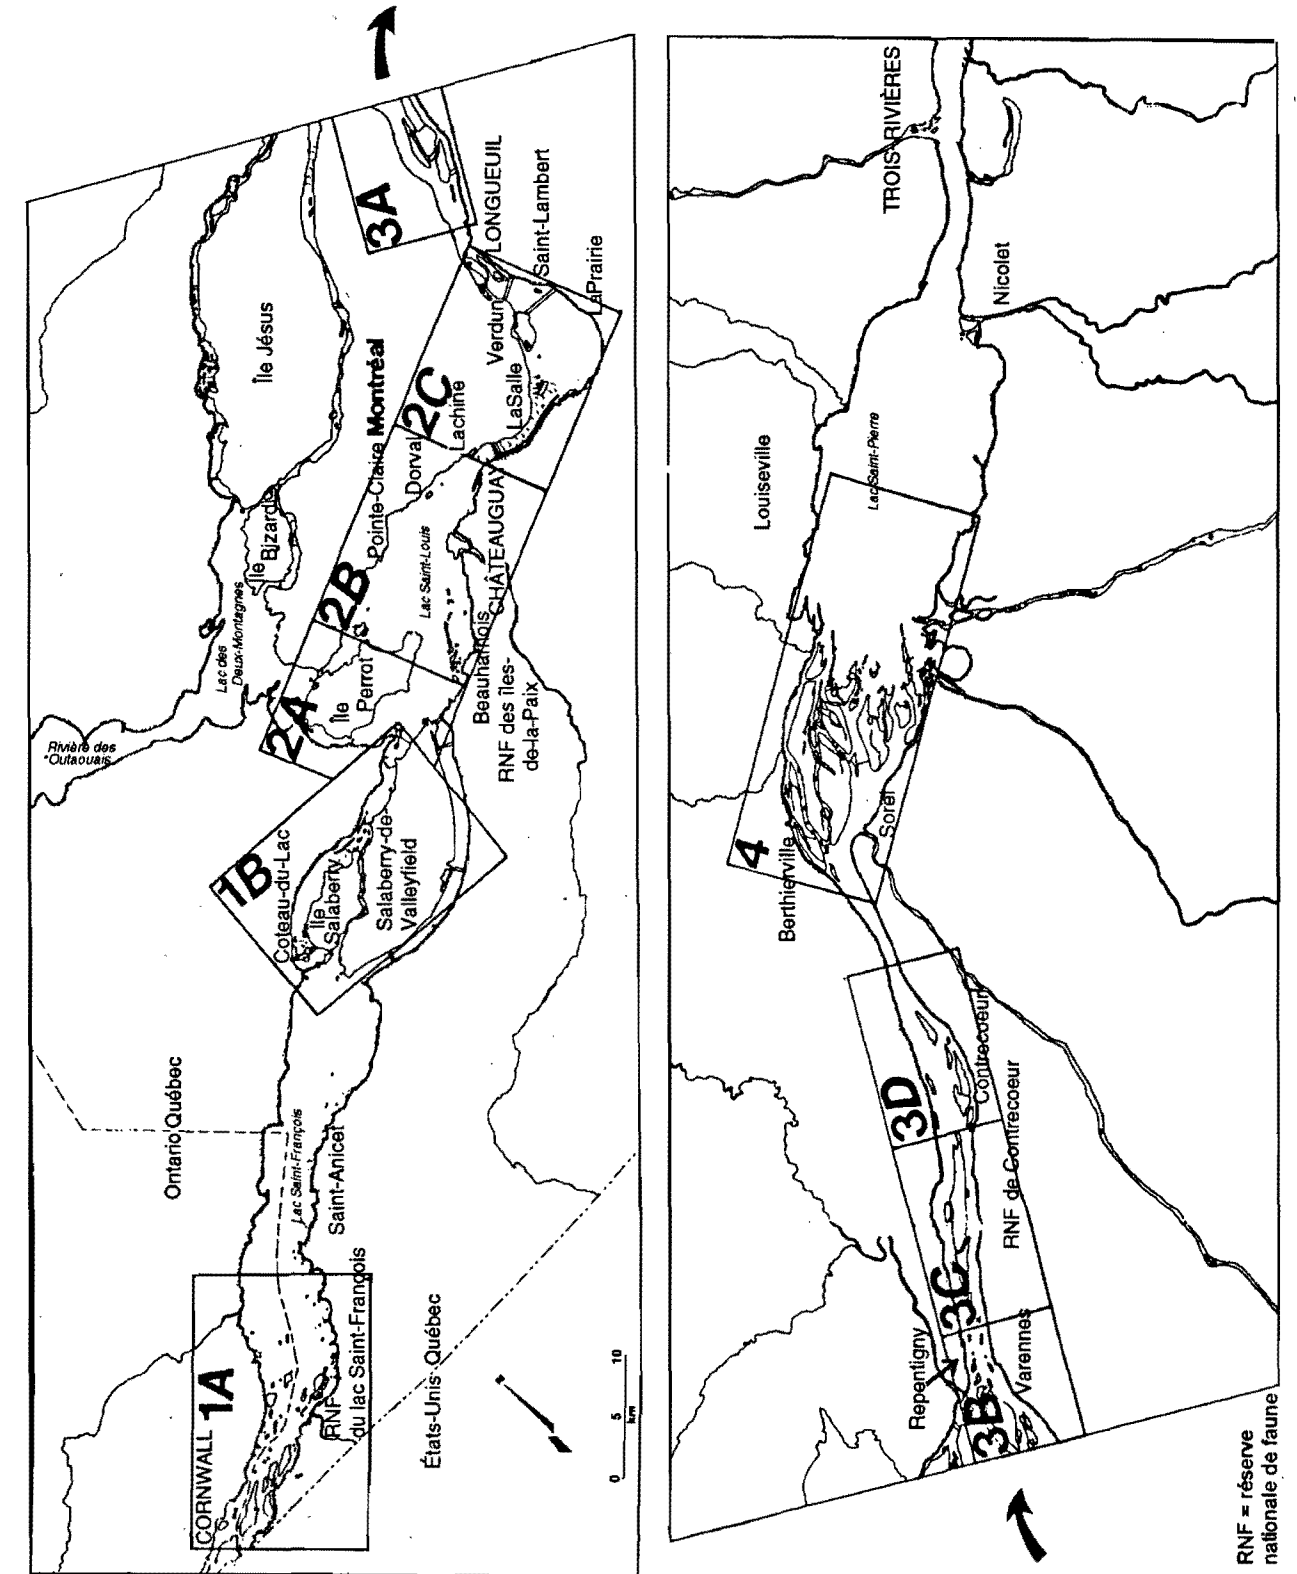 CORNWALL
1A
RNF
du lac Saint-François
États-Unis
Québec
Ontario
Québec
Lac Saint-François
Saint-Anicet
1B
Coteau-du-Lac
Île
Salaberry
Salaberry-de-
Valleyfield
Rivière des
Outaouais
Lac des
Deux-Montagnes
2A
Île
Perrot
Beauharnois
RNF des îles-
de-la-Paix
2B
Île
Bizard
Pointe-Claire
Montréal
Dorval
Lac Saint-Louis
CHÂTEAUGUAY
2C
Lachine
LaSalle
Verdun
Île Jésus
3A
LONGUEUIL
Saint-Lambert
LaPrairie
0 5 10
km
3B
Repentigny
Varennes
3C
RNF de Contrecoeur
3D
Contrecoeur
4
Berthierville
Sorel
Louiseville
Lac Saint-Pierre
Nicolet
TROIS-RIVIÈRES
RNF = réserve
nationale de faune